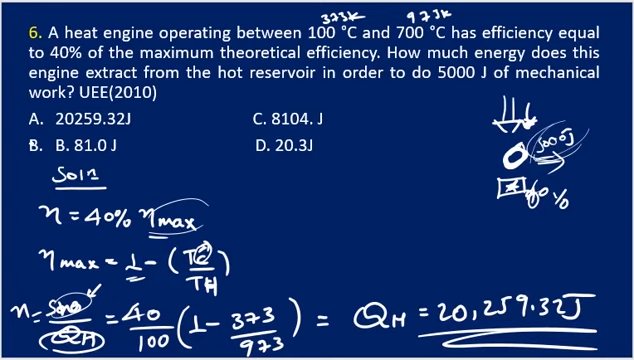 373k 973k
6. A heat engine operating between 100 °C and 700 °C has efficiency equal
to 40% of the maximum theoretical efficiency. How much energy does this
engine extract from the hot reservoir in order to do 5000 J of mechanical
work? UEE(2010)
A. 20259.32J C. 8104. J
B. B. 81.0 J D. 20.3J
5000J
40%
Soln
η = 40% ηmax
ηmax = 1 - (TC/TH)
η = 5000/QH = 40/100 (1 - 373/973) = QH = 20,259.32J